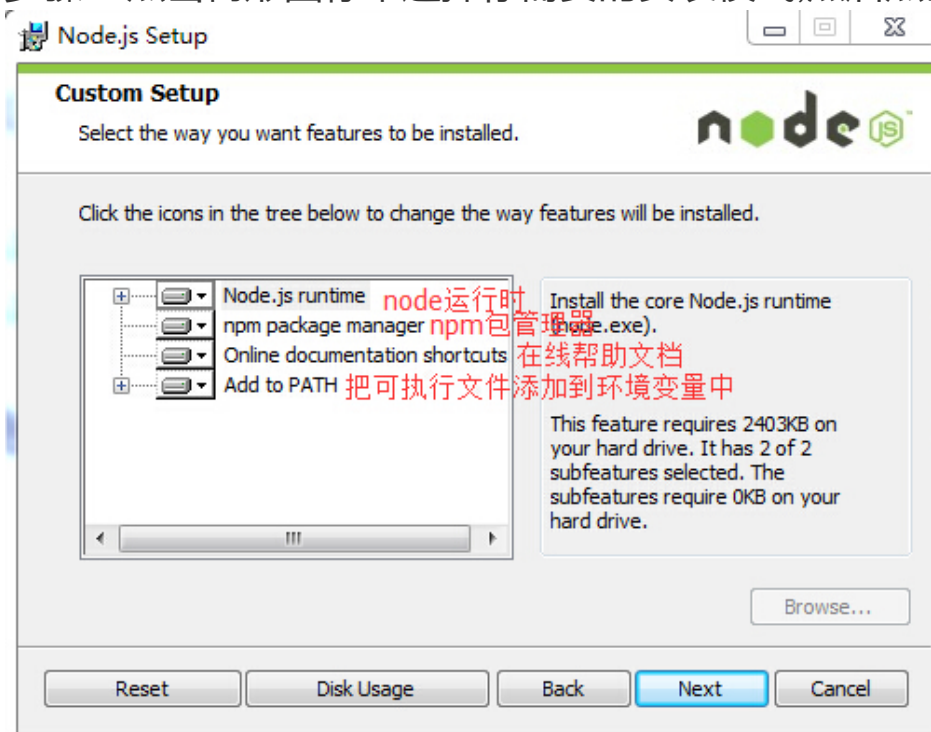 Node.js Setup
Custom Setup
Select the way you want features to be installed.
node JS
Click the icons in the tree below to change the way features will be installed.
Node.js runtime node运行时
npm package manager npm包管理器
Online documentation shortcuts 在线帮助文档
Add to PATH 把可执行文件添加到环境变量中
Install the core Node.js runtime
(node.exe).
This feature requires 2403KB on
your hard drive. It has 2 of 2
subfeatures selected. The
subfeatures require 0KB on your
hard drive.
Browse...
Reset Disk Usage Back Next Cancel